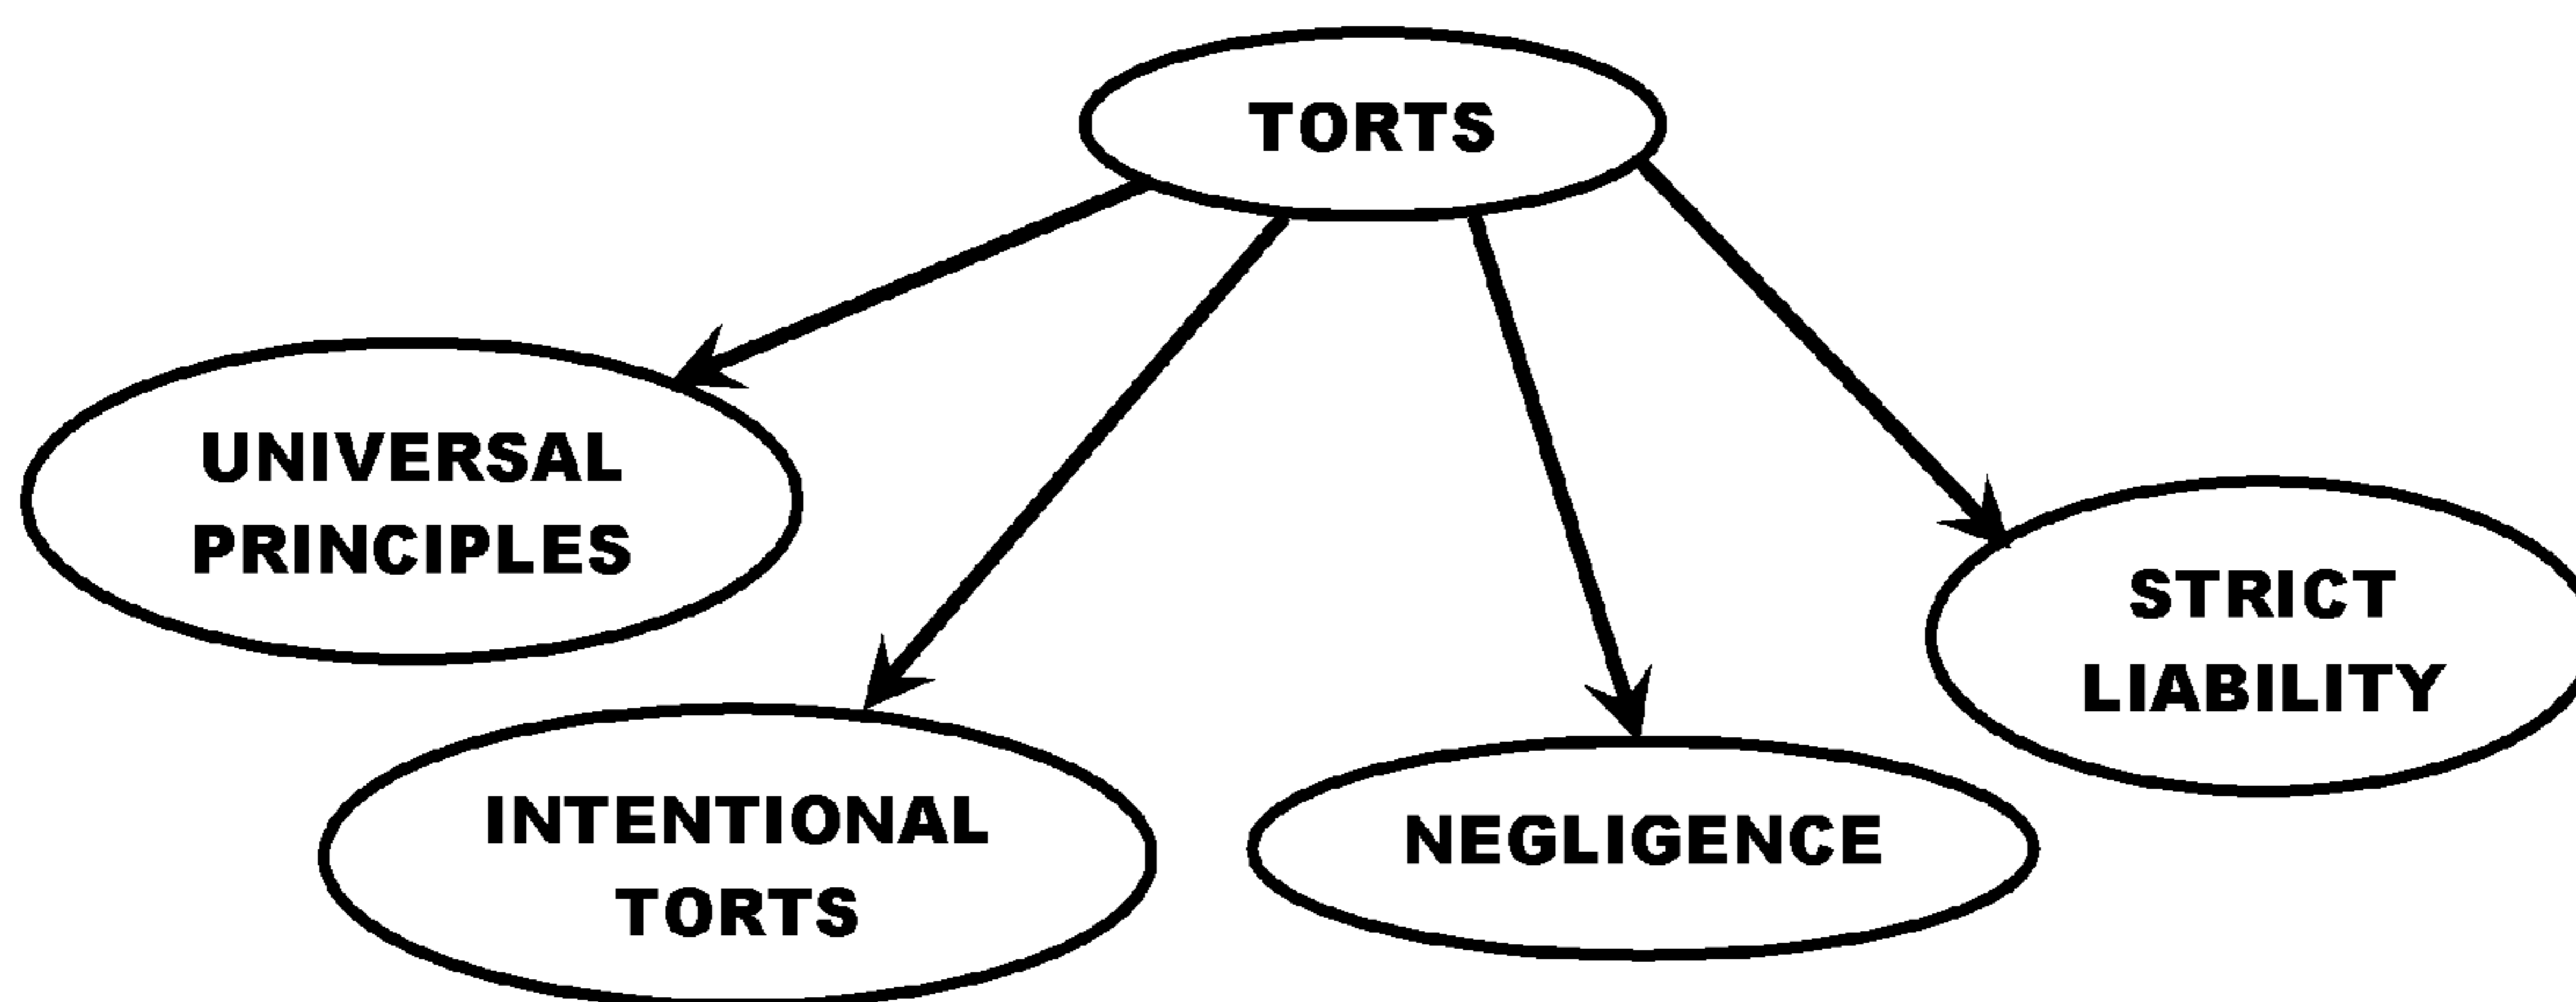 TORTS
UNIVERSAL
PRINCIPLES
INTENTIONAL
TORTS
NEGLIGENCE
STRICT
LIABILITY